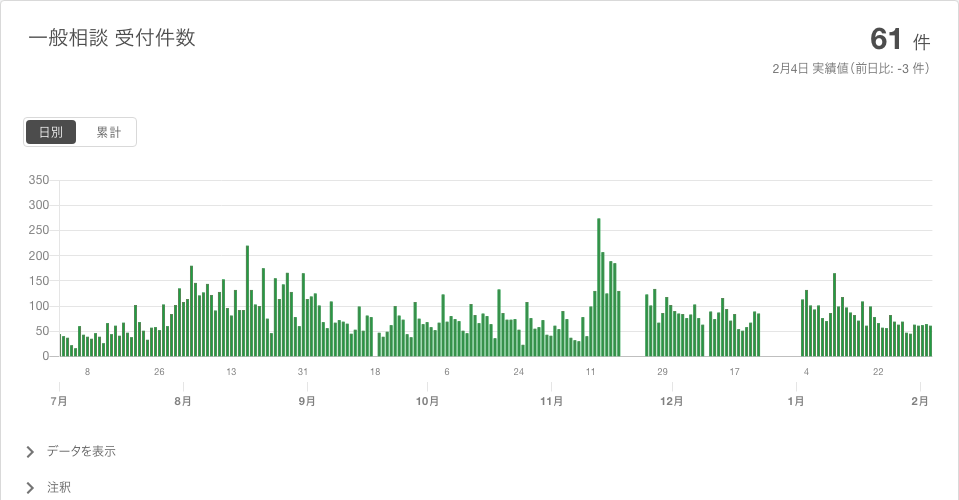 一般相談 受付件数
61 件
2月4日 実績値（前日比: -3 件）
日別 累計
350
300
250
200
150
100
50
0
8 26 13 31 18 6 24 11 29 17 4 22
7月 8月 9月 10月 11月 12月 1月 2月
データを表示
注釈